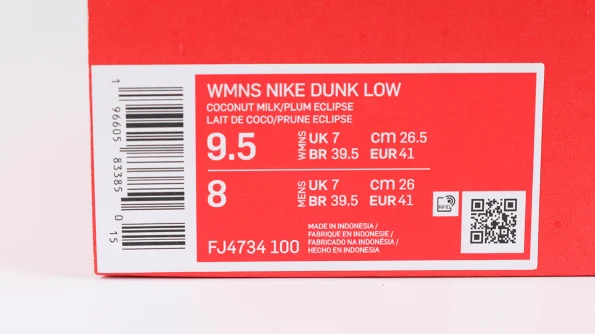 WMNS NIKE DUNK LOW
COCONUT MILK/PLUM ECLIPSE
LAIT DE COCO/PRUNE ECLIPSE
9.5 WMNS UK 7 cm 26.5
BR 39.5 EUR 41
8 MENS UK 7 cm 26
BR 39.5 EUR 41
MADE IN INDONESIA /
FABRIQUE EN INDONESIE /
FABRICADO NA INDONÉSIA /
HECHO EN INDONESIA
FJ4734 100
RFID
1 96605 83385 0 15